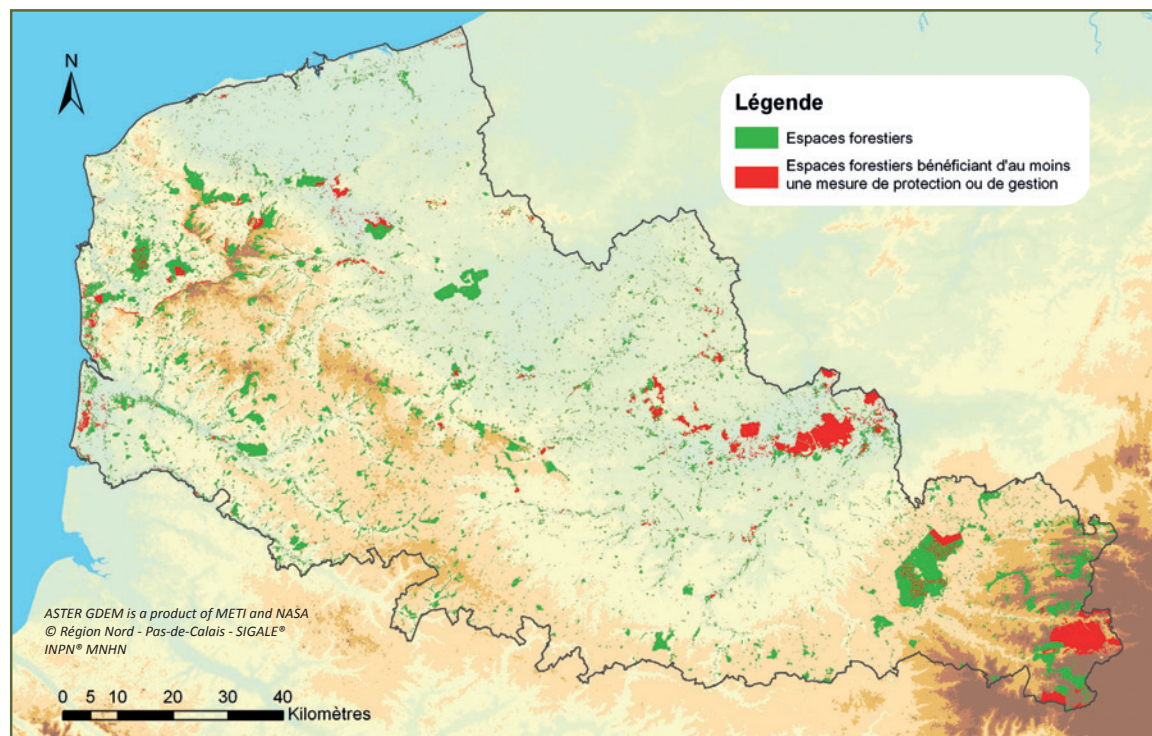 N
Légende
Espaces forestiers
Espaces forestiers bénéficiant d'au moins
une mesure de protection ou de gestion
ASTER GDEM is a product of METI and NASA
© Région Nord - Pas-de-Calais - SIGALE®
INPN® MNHN
0 5 10 20 30 40
Kilomètres